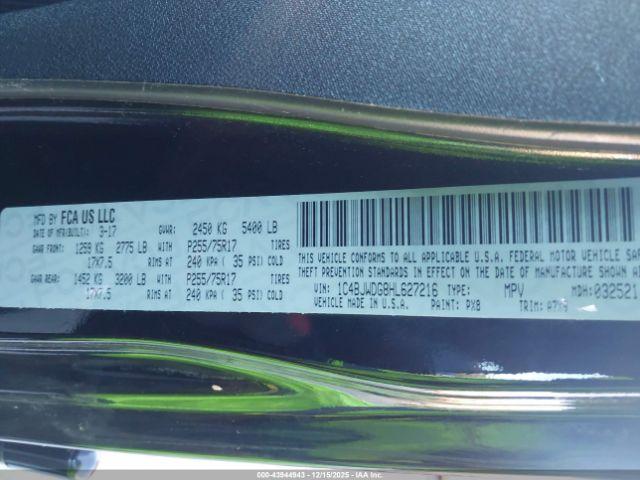 MFD BY FCA US LLC
DATE OF MFR(BUILT): 3-17 GVWR: 2450 KG 5400 LB
GAWR FRONT: 1259 KG 2775 LB WITH P255/75R17 TIRES
17X7.5 RIMS AT 240 KPA ( 35 PSI) COLD
GAWR REAR: 1452 KG 3200 LB WITH P255/75R17 TIRES
17X7.5 RIMS AT 240 KPA ( 35 PSI) COLD
THIS VEHICLE CONFORMS TO ALL APPLICABLE U.S.A. FEDERAL MOTOR VEHICLE SAF
THEFT PREVENTION STANDARDS IN EFFECT ON THE DATE OF MANUFACTURE SHOWN
VIN: 1C4BJWDG8HL627216 TYPE: MPV MDH: 032521
VEHICLE MADE IN U.S.A. PAINT: PX8 TRIM:
000-43944943 - 12/15/2025 - IAA Inc.